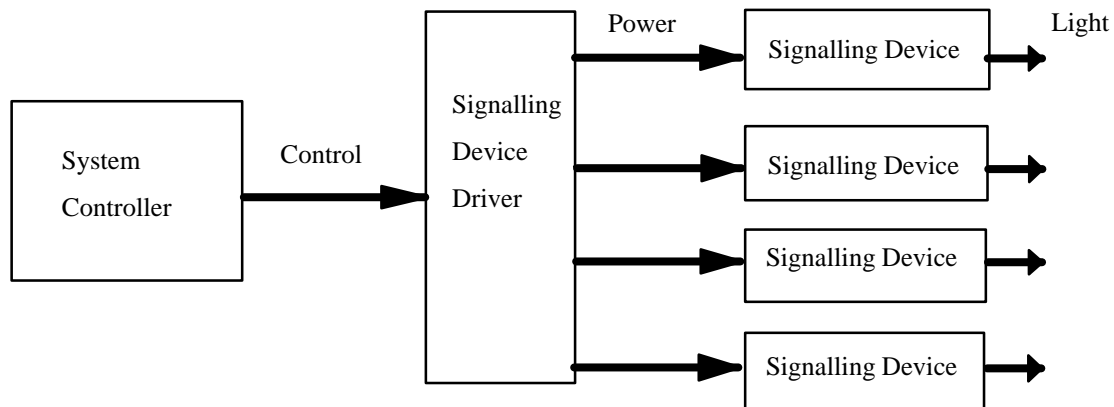 Power
Light
Signalling Device
Signalling
Device
Driver
System
Controller
Control
Signalling Device
Signalling Device
Signalling Device